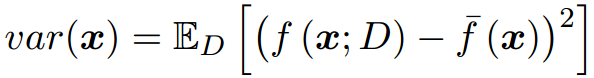 var(𝒙) = 𝔼_D [(f (𝒙; D) − f̄ (𝒙))²]